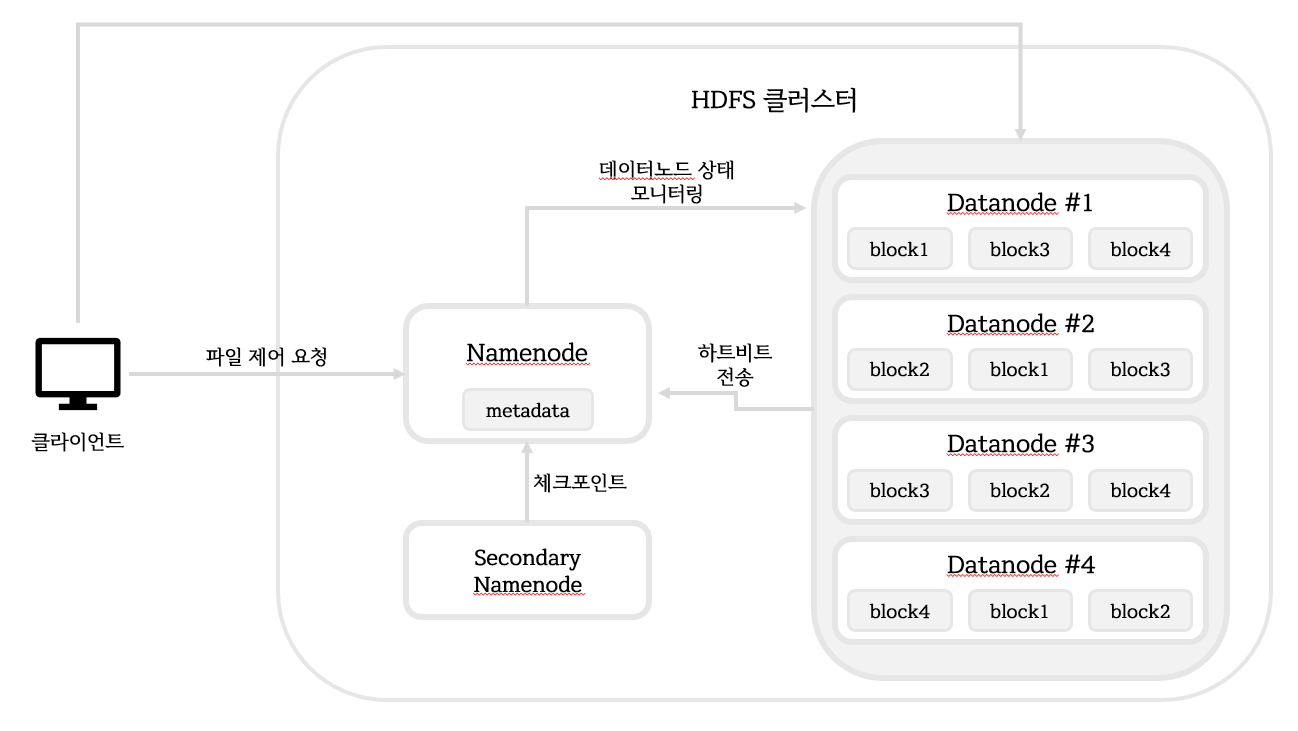 HDFS 클러스터
데이터노드 상태
모니터링
Datanode #1
block1 block3 block4
Datanode #2
block2 block1 block3
Datanode #3
block3 block2 block4
Datanode #4
block4 block1 block2
파일 제어 요청
클라이언트
Namenode
metadata
하트비트
전송
체크포인트
Secondary
Namenode